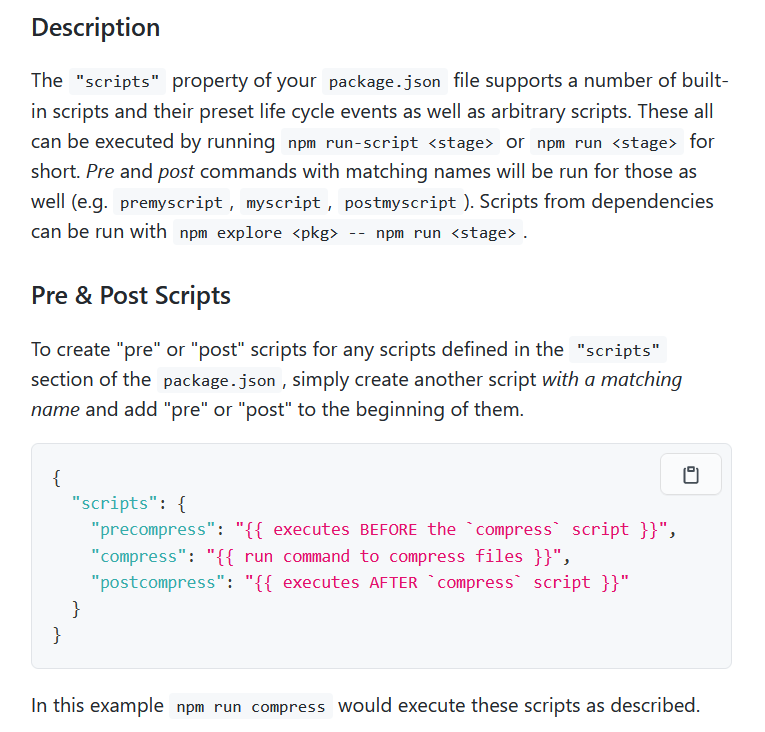 Description
The "scripts" property of your package.json file supports a number of built-
in scripts and their preset life cycle events as well as arbitrary scripts. These all
can be executed by running npm run-script <stage> or npm run <stage> for
short. Pre and post commands with matching names will be run for those as
well (e.g. premyscript, myscript, postmyscript). Scripts from dependencies
can be run with npm explore <pkg> -- npm run <stage>.
Pre & Post Scripts
To create "pre" or "post" scripts for any scripts defined in the "scripts"
section of the package.json, simply create another script with a matching
name and add "pre" or "post" to the beginning of them.
{
  "scripts": {
    "precompress": "{{ executes BEFORE the `compress` script }}",
    "compress": "{{ run command to compress files }}",
    "postcompress": "{{ executes AFTER `compress` script }}"
  }
}
In this example npm run compress would execute these scripts as described.